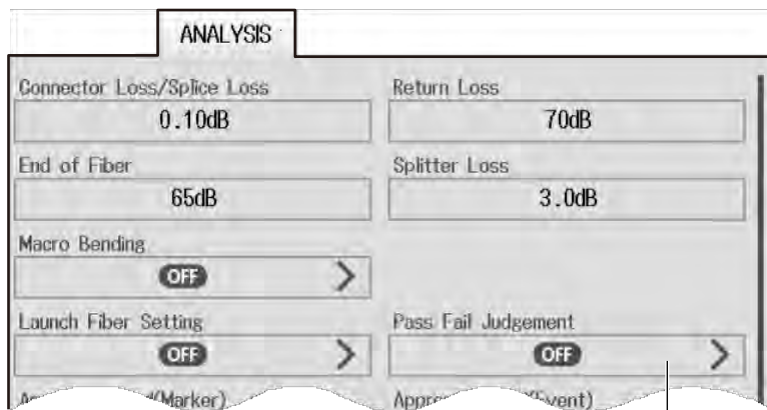 ANALYSIS
Connector Loss/Splice Loss
Return Loss
0.10dB
70dB
End of Fiber
Splitter Loss
65dB
3.0dB
Macro Bending
OFF
Launch Fiber Setting
Pass Fail Judgement
OFF
OFF
(Marker)
(Event)